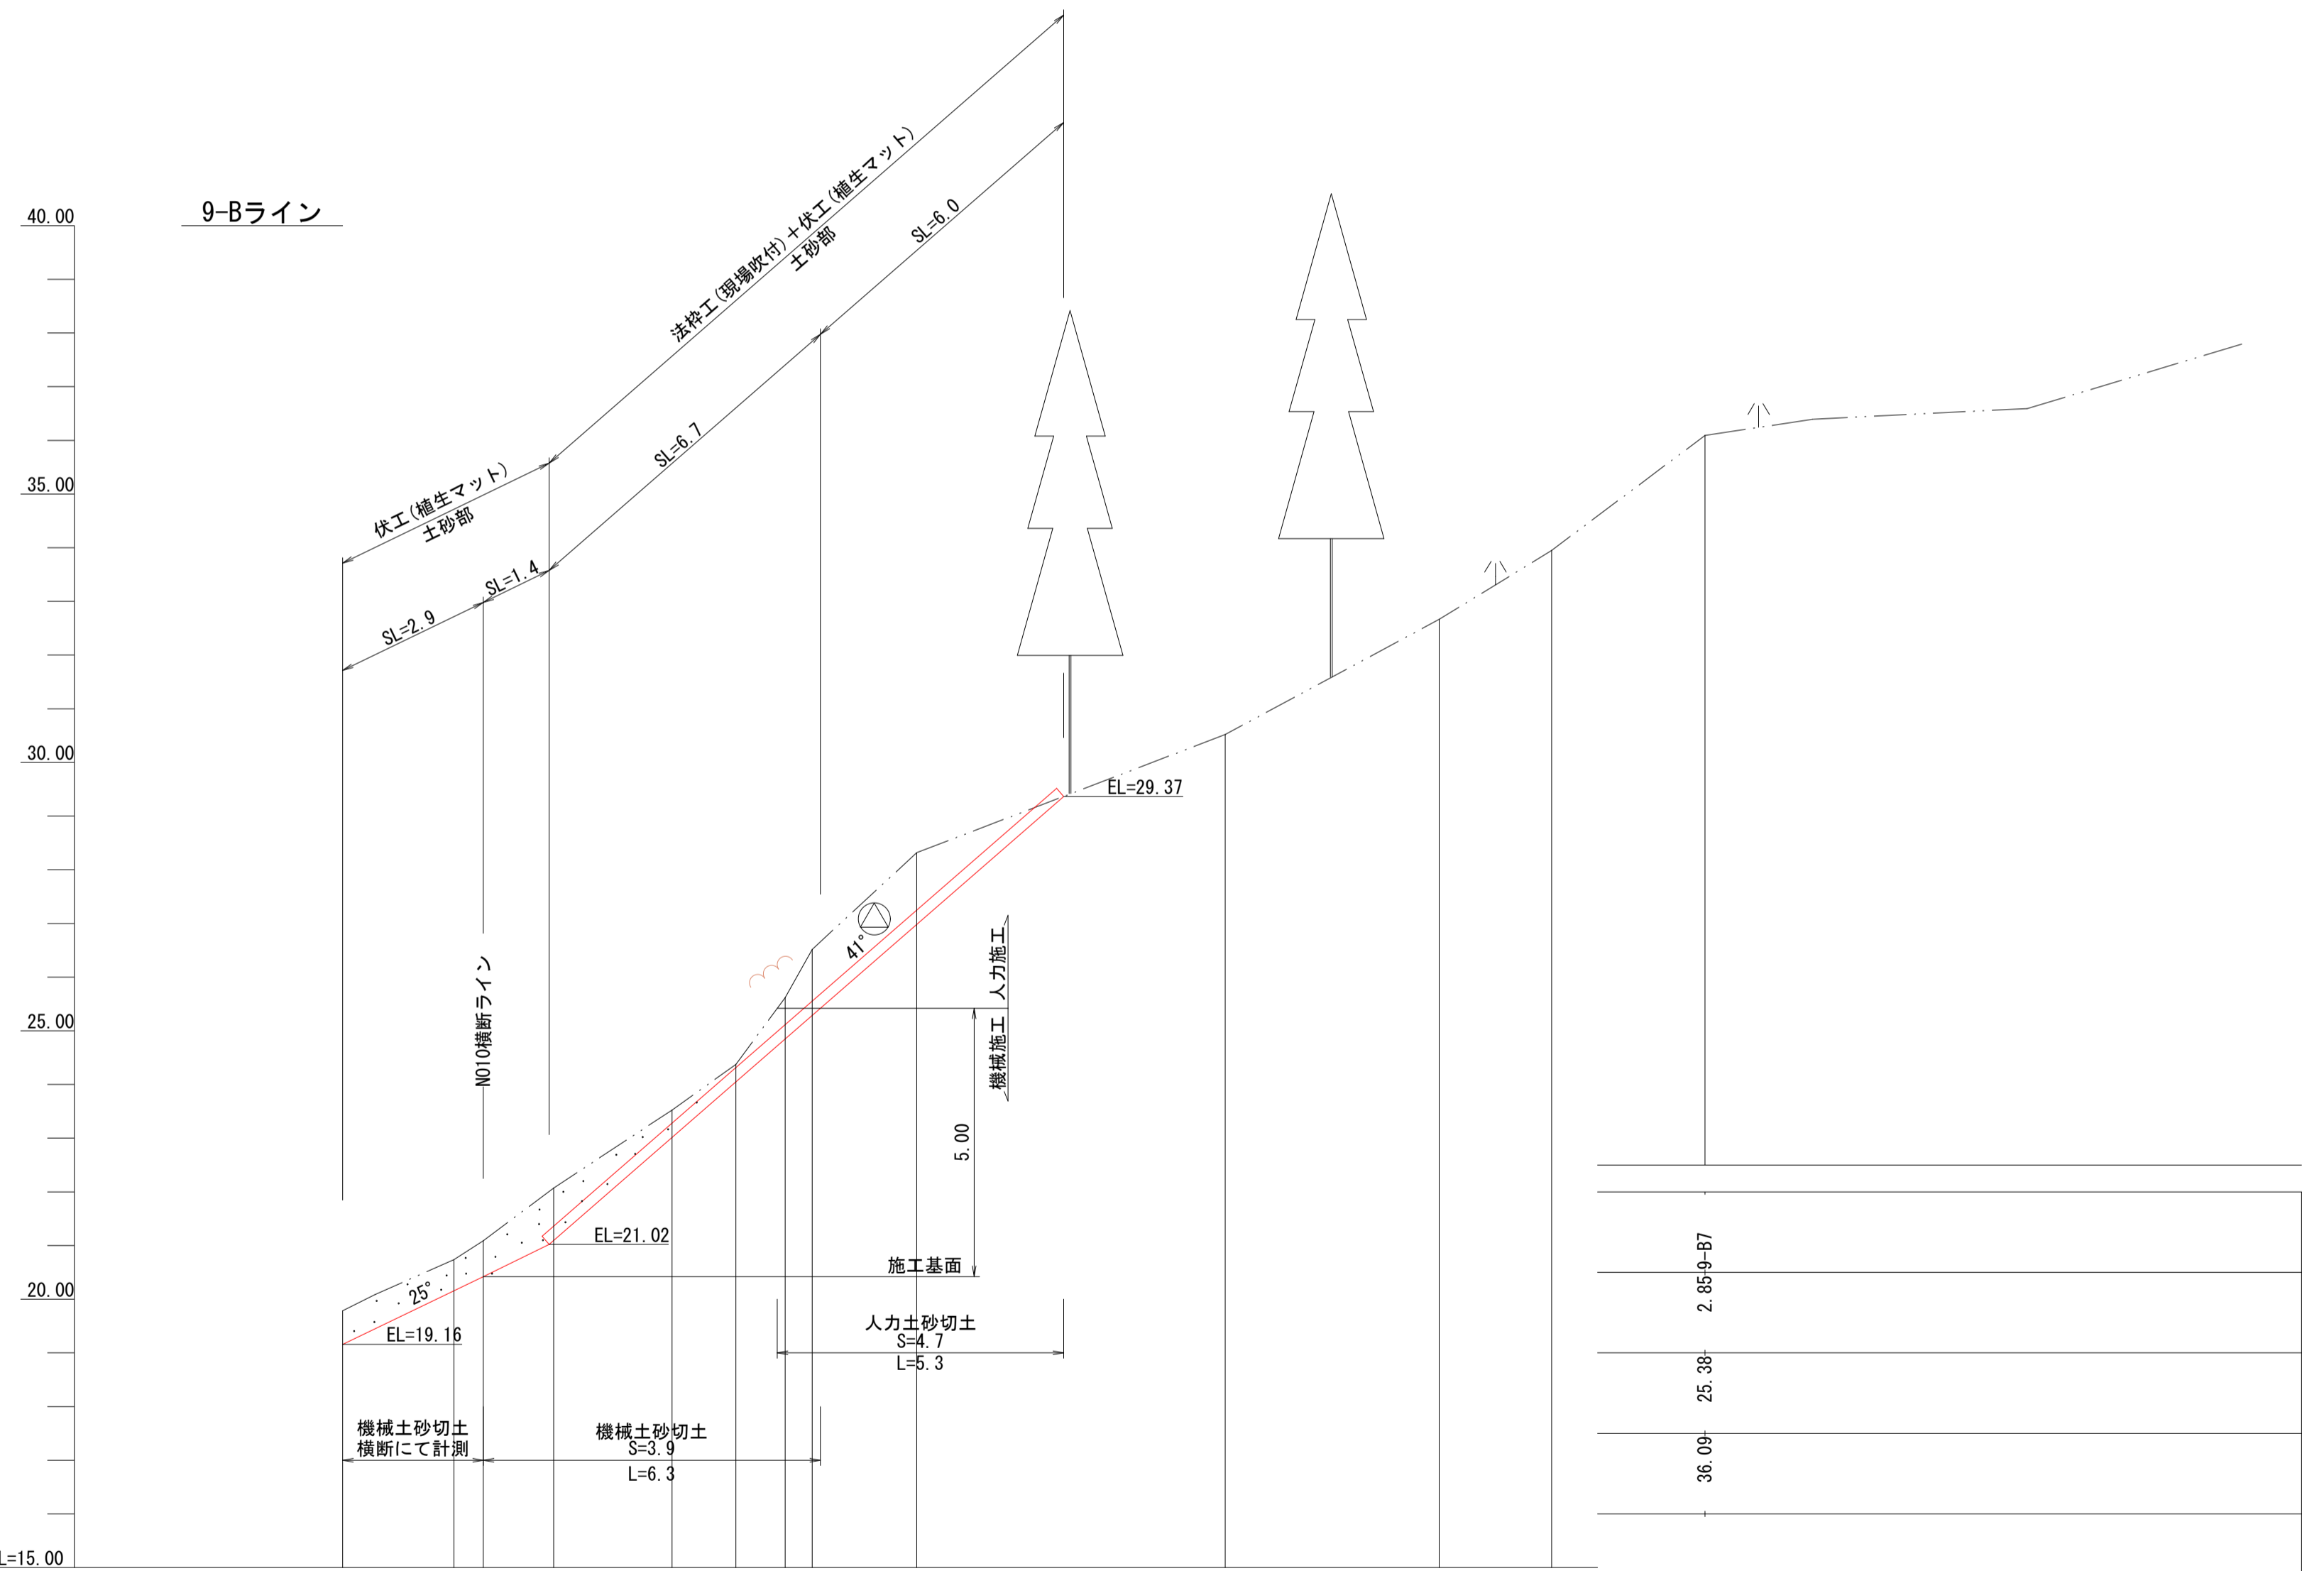 9-Bライン
40.00
35.00
30.00
25.00
20.00
L=15.00
法枠工(現場吹付)＋伏工(植生マット)
土砂部
SL=6.0
SL=6.7
伏工(植生マット)
土砂部
SL=1.4
SL=2.9
EL=29.37
41°
NO10横断ライン
人力施工
機械施工
5.00
EL=21.02
施工基面
25°
EL=19.16
人力土砂切土
S=4.7
L=5.3
機械土砂切土
横断にて計測
機械土砂切土
S=3.9
L=6.3
9-B7
2.85
25.38
36.09